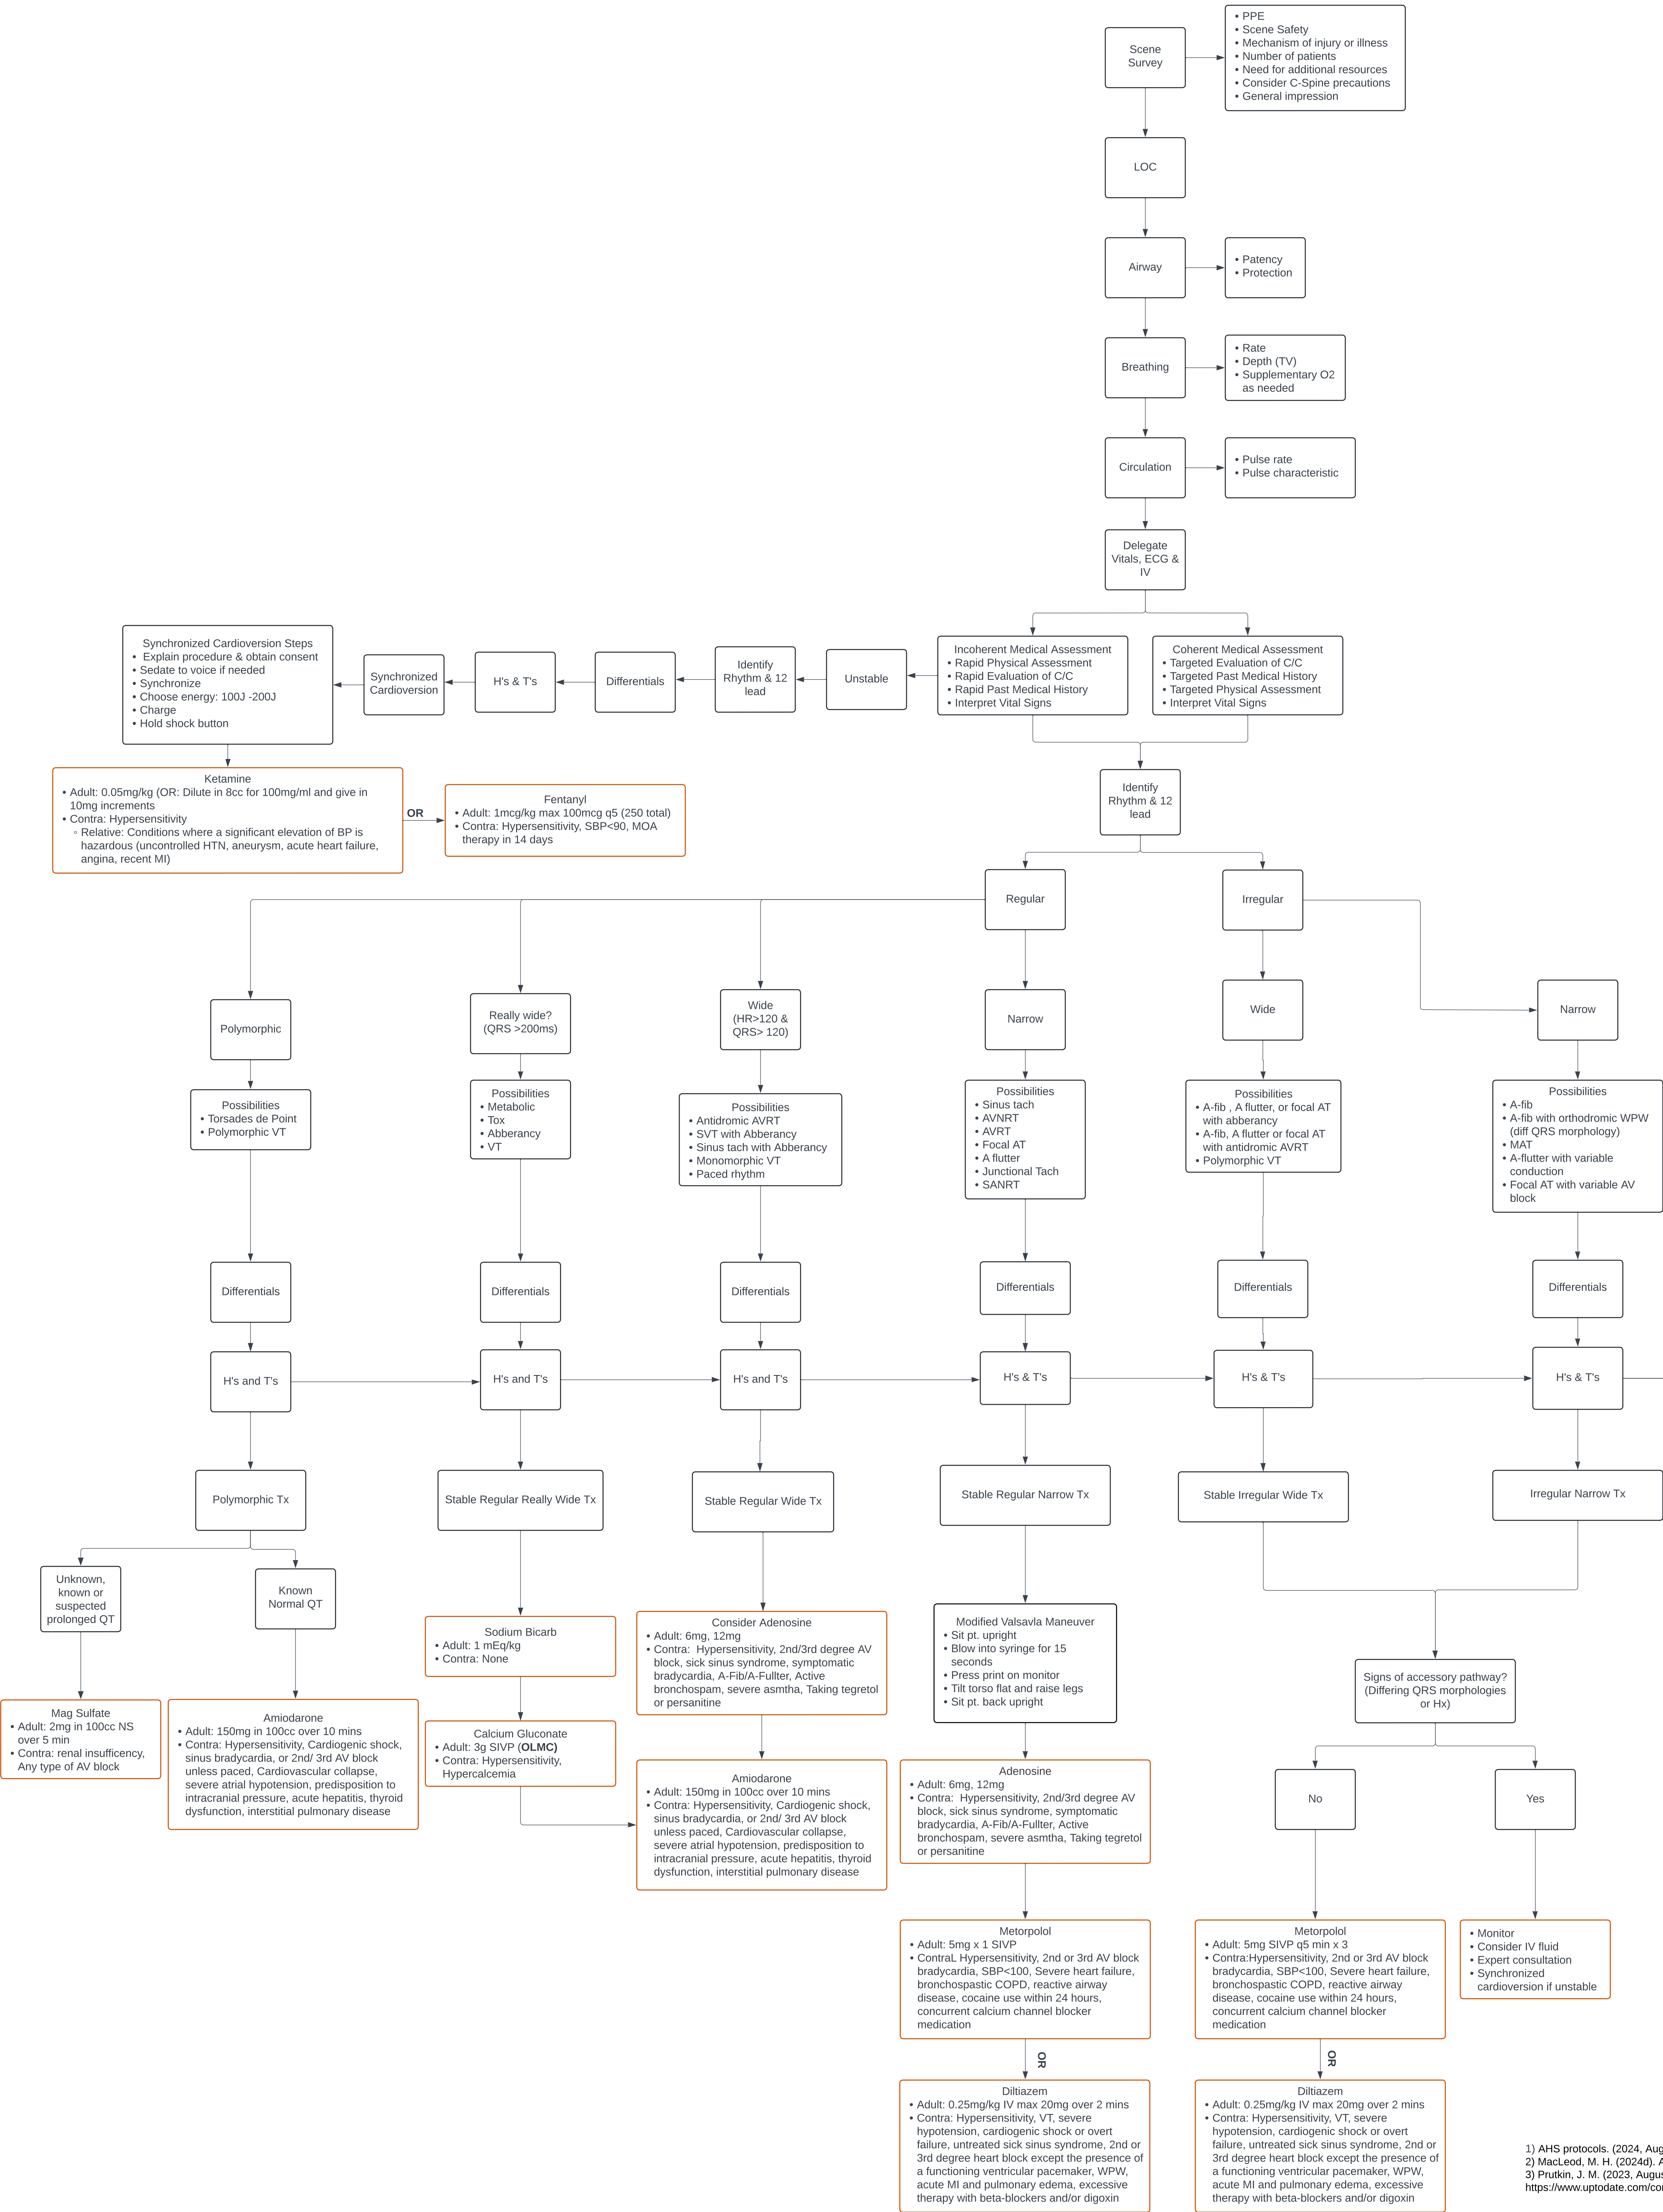 Scene
Survey
• PPE
• Scene Safety
• Mechanism of injury or illness
• Number of patients
• Need for additional resources
• Consider C-Spine precautions
• General impression
LOC
Airway
• Patency
• Protection
Breathing
• Rate
• Depth (TV)
• Supplementary O2
as needed
Circulation
• Pulse rate
• Pulse characteristic
Delegate
Vitals, ECG &
IV
Synchronized Cardioversion Steps
• Explain procedure & obtain consent
• Sedate to voice if needed
• Synchronize
• Choose energy: 100J -200J
• Charge
• Hold shock button
Synchronized
Cardioversion
H's & T's
Differentials
Identify
Rhythm & 12
lead
Unstable
Incoherent Medical Assessment
• Rapid Physical Assessment
• Rapid Evaluation of C/C
• Rapid Past Medical History
• Interpret Vital Signs
Coherent Medical Assessment
• Targeted Evaluation of C/C
• Targeted Past Medical History
• Targeted Physical Assessment
• Interpret Vital Signs
Ketamine
• Adult: 0.05mg/kg (OR: Dilute in 8cc for 100mg/ml and give in
10mg increments
• Contra: Hypersensitivity
◦ Relative: Conditions where a significant elevation of BP is
hazardous (uncontrolled HTN, aneurysm, acute heart failure,
angina, recent MI)
OR
Fentanyl
• Adult: 1mcg/kg max 100mcg q5 (250 total)
• Contra: Hypersensitivity, SBP<90, MOA
therapy in 14 days
Identify
Rhythm & 12
lead
Regular
Irregular
Polymorphic
Really wide?
(QRS >200ms)
Wide
(HR>120 &
QRS> 120)
Narrow
Wide
Narrow
Possibilities
• Torsades de Point
• Polymorphic VT
Possibilities
• Metabolic
• Tox
• Abberancy
• VT
Possibilities
• Antidromic AVRT
• SVT with Abberancy
• Sinus tach with Abberancy
• Monomorphic VT
• Paced rhythm
Possibilities
• Sinus tach
• AVNRT
• AVRT
• Focal AT
• A flutter
• Junctional Tach
• SANRT
Possibilities
• A-fib , A flutter, or focal AT
with abberancy
• A-fib, A flutter or focal AT
with antidromic AVRT
• Polymorphic VT
Possibilities
• A-fib
• A-fib with orthodromic WPW
(diff QRS morphology)
• MAT
• A-flutter with variable
conduction
• Focal AT with variable AV
block
Differentials
Differentials
Differentials
Differentials
Differentials
Differentials
H's and T's
H's and T's
H's and T's
H's & T's
H's & T's
H's & T's
Polymorphic Tx
Stable Regular Really Wide Tx
Stable Regular Wide Tx
Stable Regular Narrow Tx
Stable Irregular Wide Tx
Irregular Narrow Tx
Unknown,
known or
suspected
prolonged QT
Known
Normal QT
Mag Sulfate
• Adult: 2mg in 100cc NS
over 5 min
• Contra: renal insufficency,
Any type of AV block
Amiodarone
• Adult: 150mg in 100cc over 10 mins
• Contra: Hypersensitivity, Cardiogenic shock,
sinus bradycardia, or 2nd/ 3rd AV block
unless paced, Cardiovascular collapse,
severe atrial hypotension, predisposition to
intracranial pressure, acute hepatitis, thyroid
dysfunction, interstitial pulmonary disease
Sodium Bicarb
• Adult: 1 mEq/kg
• Contra: None
Calcium Gluconate
• Adult: 3g SIVP (OLMC)
• Contra: Hypersensitivity,
Hypercalcemia
Consider Adenosine
• Adult: 6mg, 12mg
• Contra: Hypersensitivity, 2nd/3rd degree AV
block, sick sinus syndrome, symptomatic
bradycardia, A-Fib/A-Fullter, Active
bronchospam, severe asmtha, Taking tegretol
or persanitine
Amiodarone
• Adult: 150mg in 100cc over 10 mins
• Contra: Hypersensitivity, Cardiogenic shock,
sinus bradycardia, or 2nd/ 3rd AV block
unless paced, Cardiovascular collapse,
severe atrial hypotension, predisposition to
intracranial pressure, acute hepatitis, thyroid
dysfunction, interstitial pulmonary disease
Modified Valsavla Maneuver
• Sit pt. upright
• Blow into syringe for 15
seconds
• Press print on monitor
• Tilt torso flat and raise legs
• Sit pt. back upright
Adenosine
• Adult: 6mg, 12mg
• Contra: Hypersensitivity, 2nd/3rd degree AV
block, sick sinus syndrome, symptomatic
bradycardia, A-Fib/A-Fullter, Active
bronchospam, severe asmtha, Taking tegretol
or persanitine
Metorpolol
• Adult: 5mg x 1 SIVP
• ContraL Hypersensitivity, 2nd or 3rd AV block
bradycardia, SBP<100, Severe heart failure,
bronchospastic COPD, reactive airway
disease, cocaine use within 24 hours,
concurrent calcium channel blocker
medication
OR
Diltiazem
• Adult: 0.25mg/kg IV max 20mg over 2 mins
• Contra: Hypersensitivity, VT, severe
hypotension, cardiogenic shock or overt
failure, untreated sick sinus syndrome, 2nd or
3rd degree heart block except the presence of
a functioning ventricular pacemaker, WPW,
acute MI and pulmonary edema, excessive
therapy with beta-blockers and/or digoxin
Signs of accessory pathway?
(Differing QRS morphologies
or Hx)
No
Yes
Metorpolol
• Adult: 5mg SIVP q5 min x 3
• Contra:Hypersensitivity, 2nd or 3rd AV block
bradycardia, SBP<100, Severe heart failure,
bronchospastic COPD, reactive airway
disease, cocaine use within 24 hours,
concurrent calcium channel blocker
medication
• Monitor
• Consider IV fluid
• Expert consultation
• Synchronized
cardioversion if unstable
OR
Diltiazem
• Adult: 0.25mg/kg IV max 20mg over 2 mins
• Contra: Hypersensitivity, VT, severe
hypotension, cardiogenic shock or overt
failure, untreated sick sinus syndrome, 2nd or
3rd degree heart block except the presence of
a functioning ventricular pacemaker, WPW,
acute MI and pulmonary edema, excessive
therapy with beta-blockers and/or digoxin
1) AHS protocols. (2024, Aug
2) MacLeod, M. H. (2024d). A
3) Prutkin, J. M. (2023, Augus
https://www.uptodate.com/co